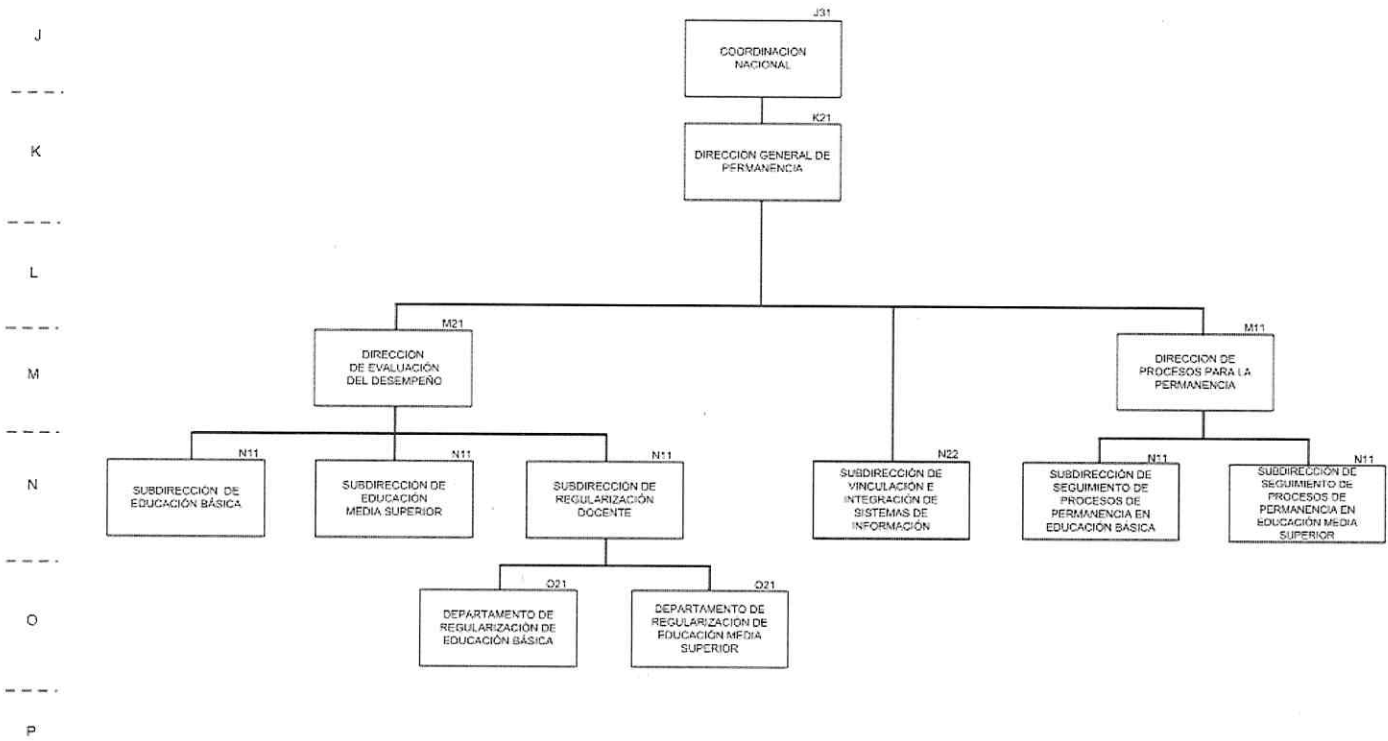 J
J31
COORDINACION
NACIONAL
K
K21
DIRECCION GENERAL DE
PERMANENCIA
L
M
M21
DIRECCION
DE EVALUACIÓN
DEL DESEMPEÑO
M11
DIRECCION DE
PROCESOS PARA LA
PERMANENCIA
N
N11
SUBDIRECCIÓN DE
EDUCACIÓN BÁSICA
N11
SUBDIRECCIÓN DE
EDUCACIÓN
MEDIA SUPERIOR
N11
SUBDIRECCIÓN DE
REGULARIZACIÓN
DOCENTE
N22
SUBDIRECCIÓN DE
VINCULACIÓN E
INTEGRACIÓN DE
SISTEMAS DE
INFORMACIÓN
N11
SUBDIRECCIÓN DE
SEGUIMIENTO DE
PROCESOS DE
PERMANENCIA EN
EDUCACIÓN BÁSICA
N11
SUBDIRECCIÓN DE
SEGUIMIENTO DE
PROCESOS DE
PERMANENCIA EN
EDUCACIÓN MEDIA
SUPERIOR
O
O21
DEPARTAMENTO DE
REGULARIZACIÓN DE
EDUCACIÓN BÁSICA
O21
DEPARTAMENTO DE
REGULARIZACIÓN DE
EDUCACIÓN MEDIA
SUPERIOR
P